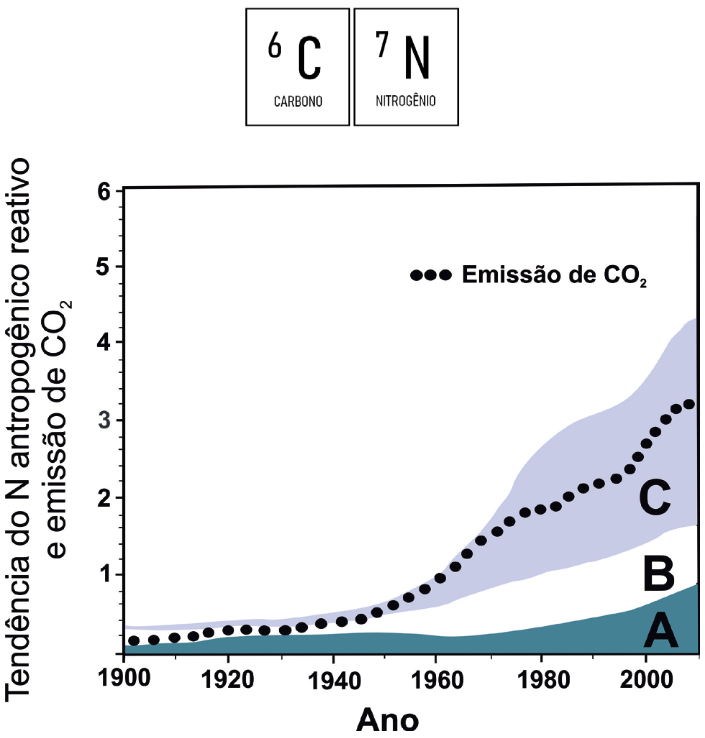 6 C
CARBONO
7 N
NITROGÊNIO
Tendência do N antropogênico reativo
e emissão de CO₂
6
5
4
3
2
1
Emissão de CO₂
C
B
A
1900 1920 1940 1960 1980 2000
Ano